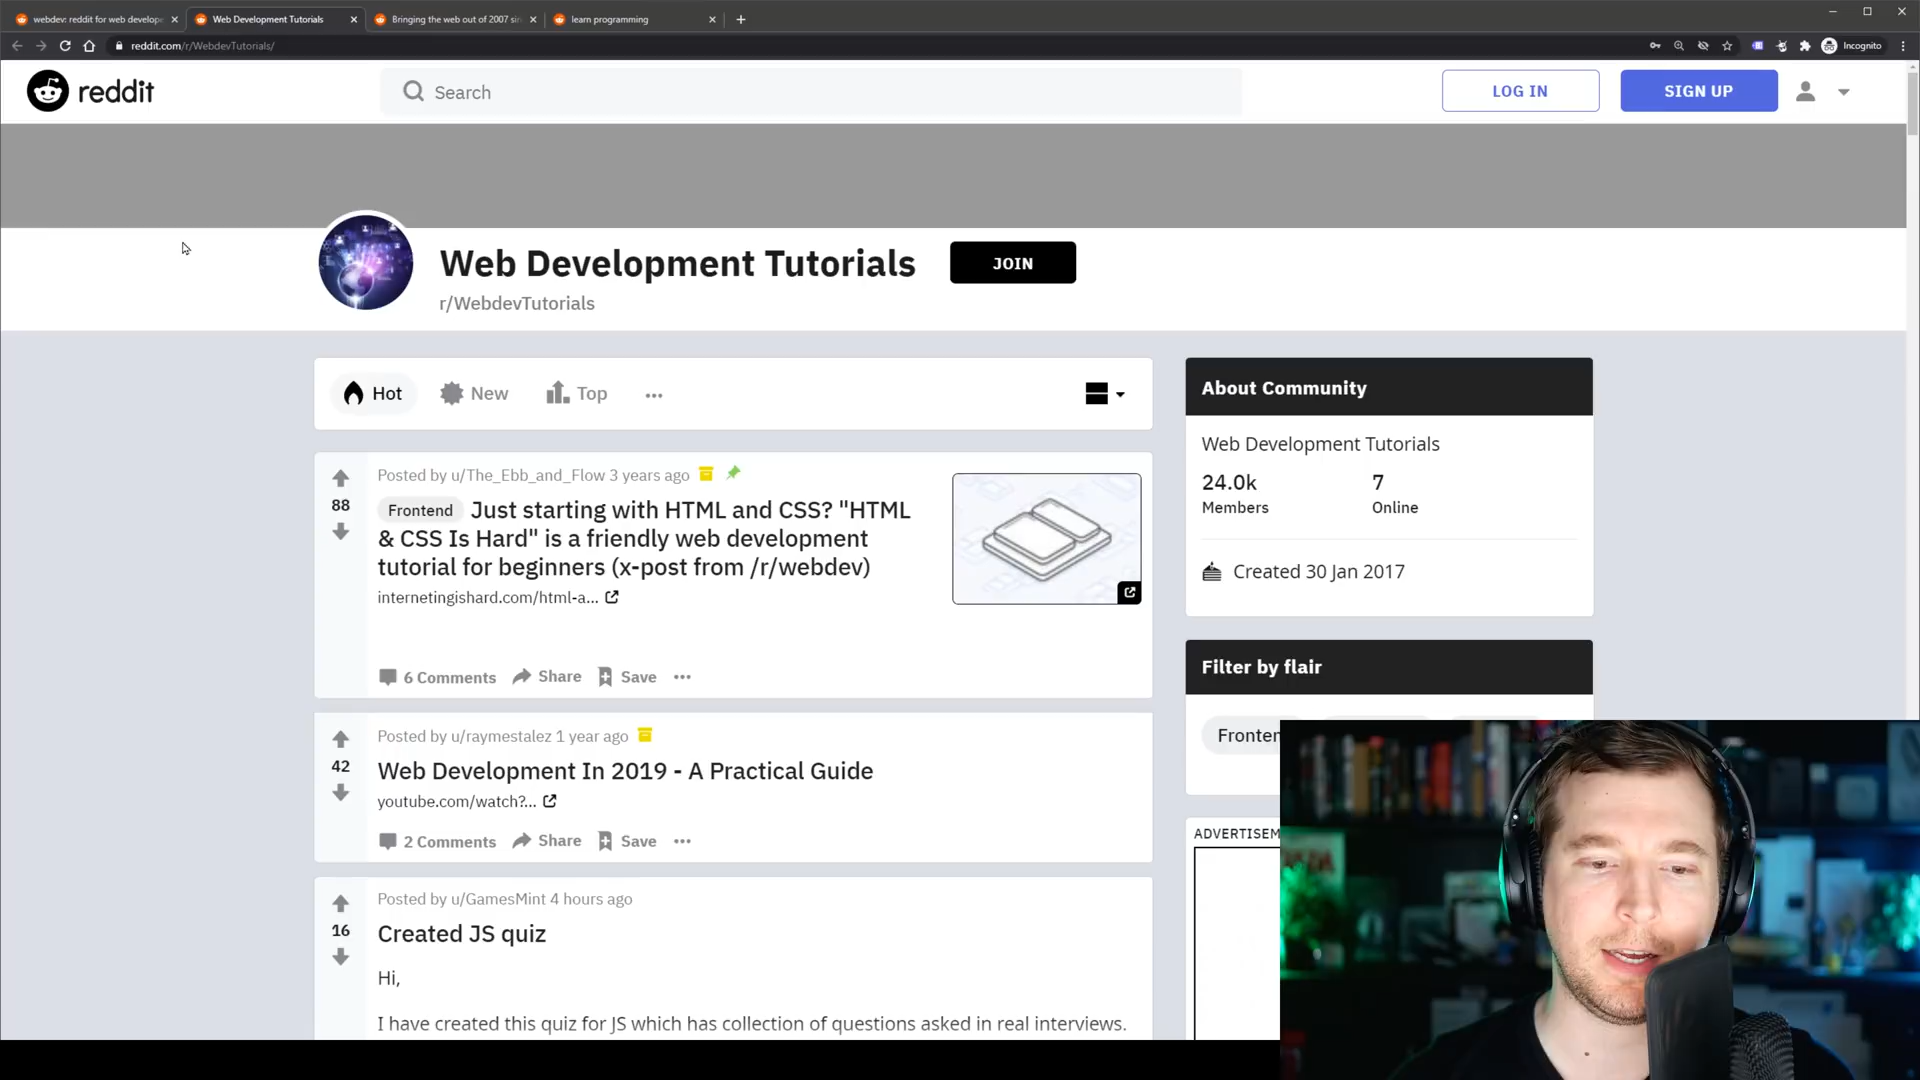 webdev: reddit for web develope
Web Development Tutorials
Bringing the web out of 2007 sin
learn programming
reddit.com/r/WebdevTutorials/
Incognito
reddit
Search
LOG IN
SIGN UP
Web Development Tutorials
JOIN
r/WebdevTutorials
Hot
New
Top
88
Posted by u/The_Ebb_and_Flow 3 years ago
Frontend Just starting with HTML and CSS? "HTML
& CSS Is Hard" is a friendly web development
tutorial for beginners (x-post from /r/webdev)
internetingishard.com/html-a...
6 Comments Share Save
42
Posted by u/raymestalez 1 year ago
Web Development In 2019 - A Practical Guide
youtube.com/watch?...
2 Comments Share Save
16
Posted by u/GamesMint 4 hours ago
Created JS quiz
Hi,
I have created this quiz for JS which has collection of questions asked in real interviews.
About Community
Web Development Tutorials
24.0k 7
Members Online
Created 30 Jan 2017
Filter by flair
Fronten
ADVERTISEM